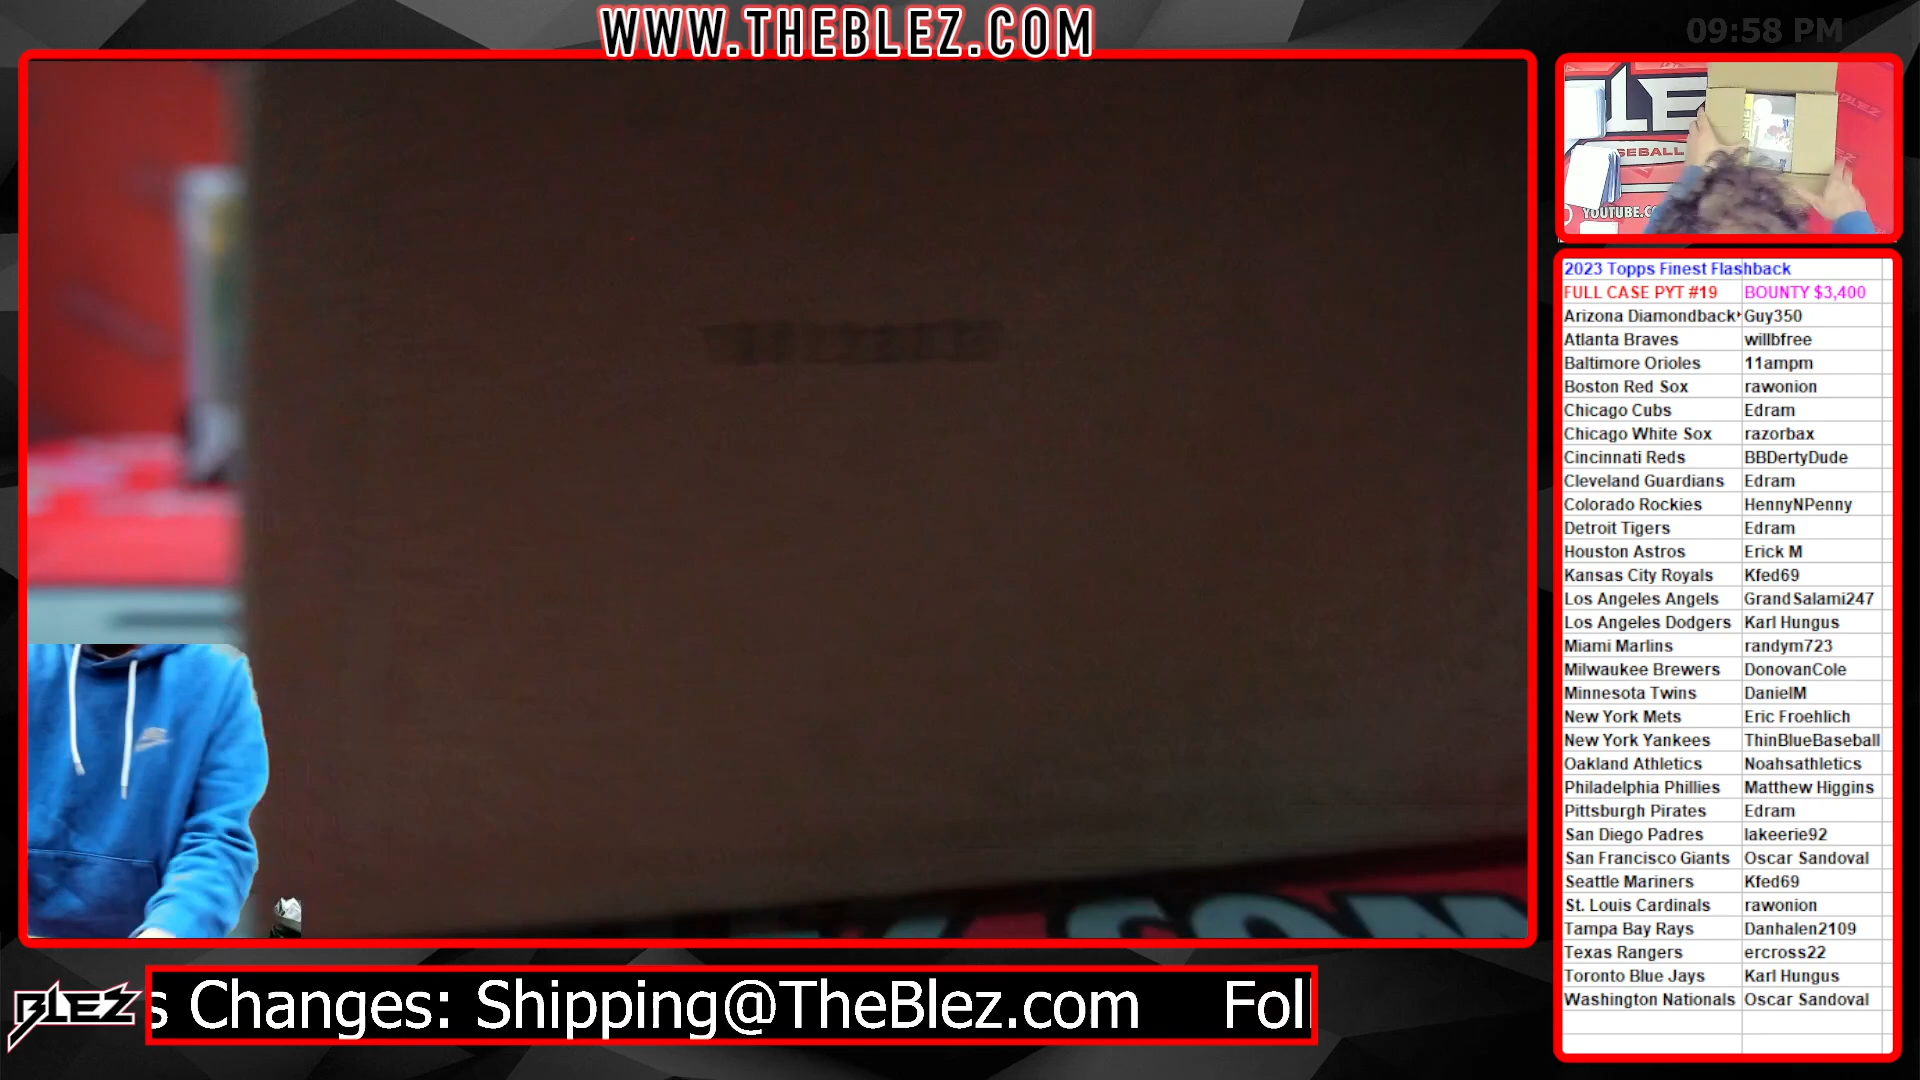 WWW.THEBLEZ.COM
09:58 PM
LE
SEBALL
BLEZ
YOUTUBE.C
2023 Topps Finest Flashback
FULL CASE PYT #19 BOUNTY $3,400
Arizona Diamondback Guy350
Atlanta Braves willbfree
Baltimore Orioles 11ampm
Boston Red Sox rawonion
Chicago Cubs Edram
Chicago White Sox razorbax
Cincinnati Reds BBDertyDude
Cleveland Guardians Edram
Colorado Rockies HennyNPenny
Detroit Tigers Edram
Houston Astros Erick M
Kansas City Royals Kfed69
Los Angeles Angels GrandSalami247
Los Angeles Dodgers Karl Hungus
Miami Marlins randym723
Milwaukee Brewers DonovanCole
Minnesota Twins DanielM
New York Mets Eric Froehlich
New York Yankees ThinBlueBaseball
Oakland Athletics Noahsathletics
Philadelphia Phillies Matthew Higgins
Pittsburgh Pirates Edram
San Diego Padres lakeerie92
San Francisco Giants Oscar Sandoval
Seattle Mariners Kfed69
St. Louis Cardinals rawonion
Tampa Bay Rays Danhalen2109
Texas Rangers ercross22
Toronto Blue Jays Karl Hungus
Washington Nationals Oscar Sandoval
.COM
BLEZ
s Changes: Shipping@TheBlez.com Fol